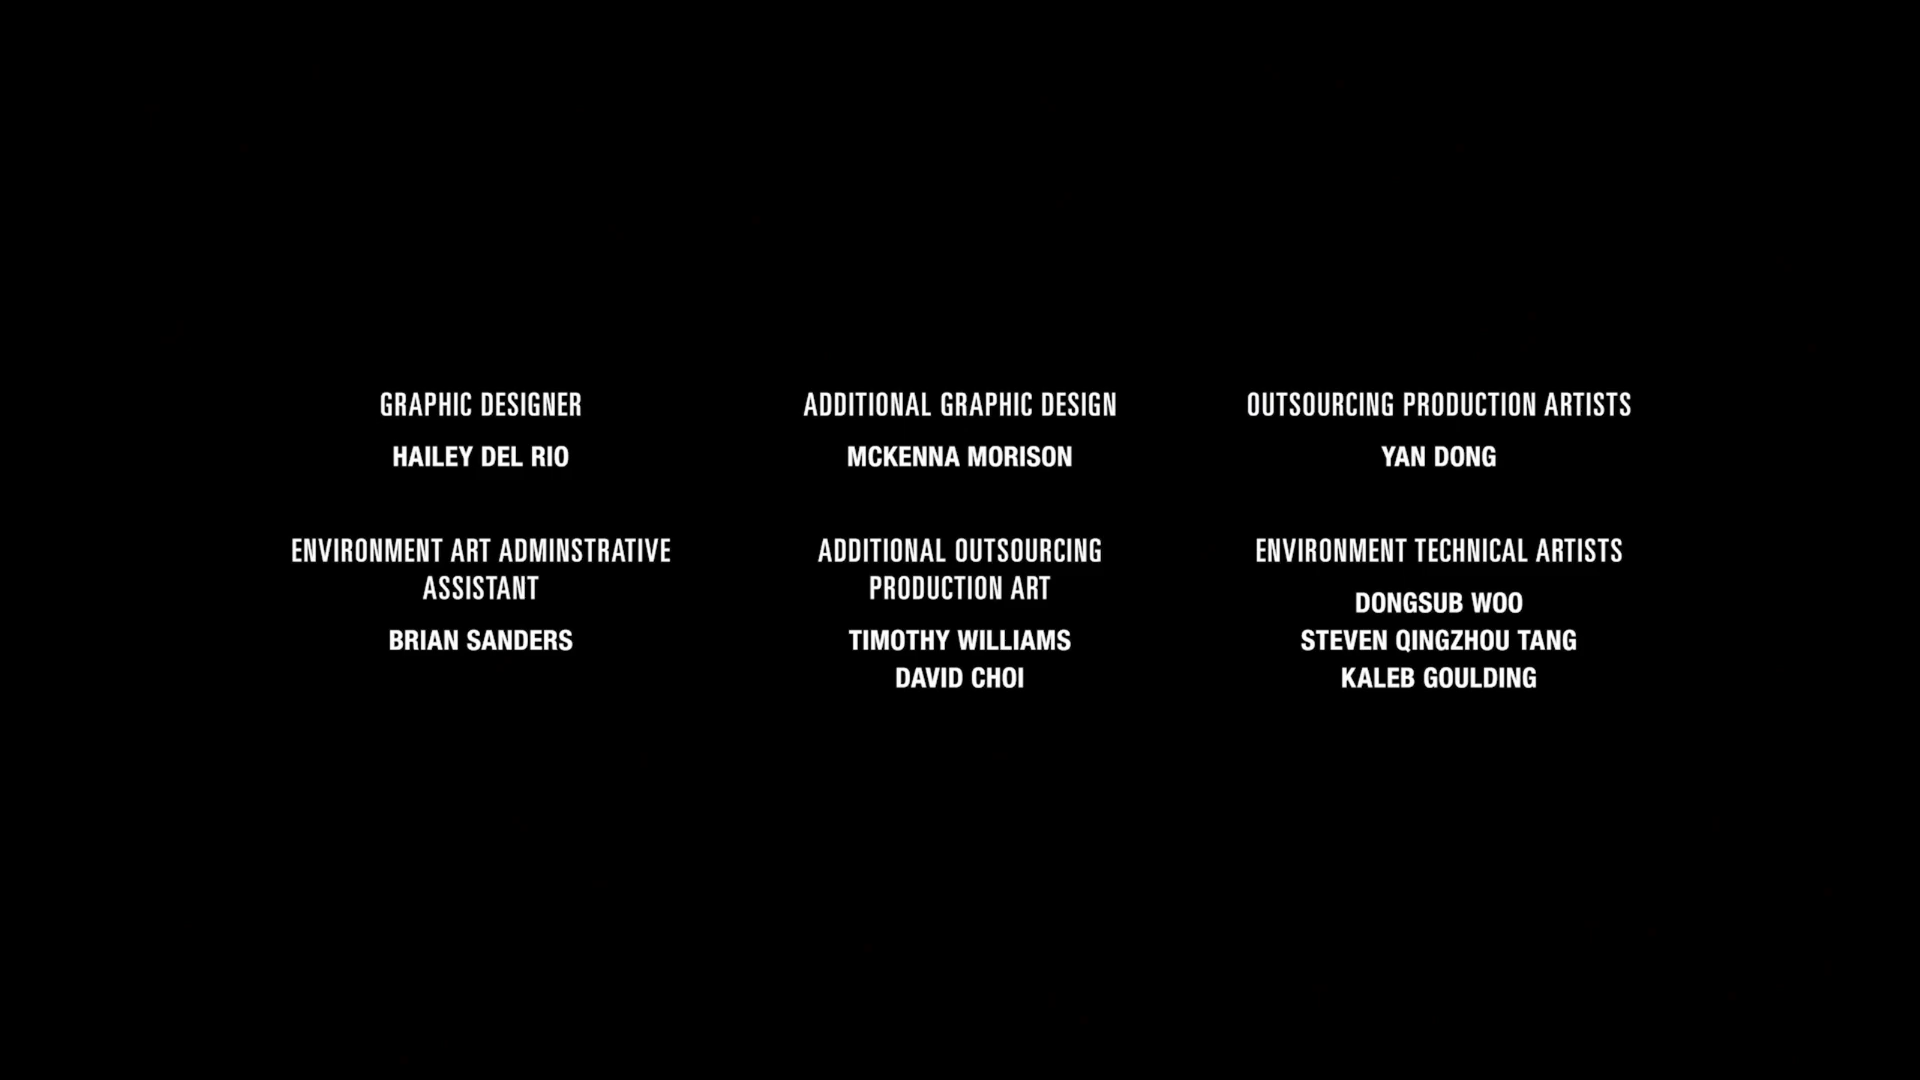 GRAPHIC DESIGNER
HAILEY DEL RIO
ADDITIONAL GRAPHIC DESIGN
MCKENNA MORISON
OUTSOURCING PRODUCTION ARTISTS
YAN DONG
ENVIRONMENT ART ADMINSTRATIVE
ASSISTANT
BRIAN SANDERS
ADDITIONAL OUTSOURCING
PRODUCTION ART
TIMOTHY WILLIAMS
DAVID CHOI
ENVIRONMENT TECHNICAL ARTISTS
DONGSUB WOO
STEVEN QINGZHOU TANG
KALEB GOULDING